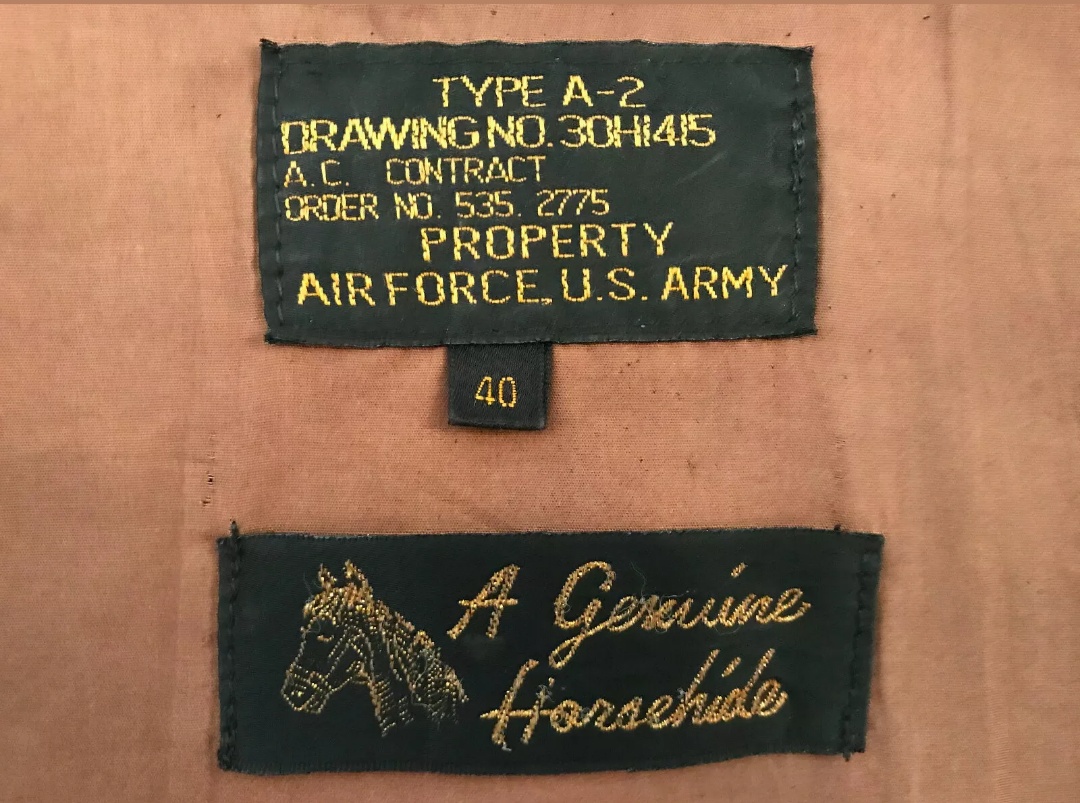 TYPE A-2
DRAWING NO. 30H1415
A.C. CONTRACT
ORDER NO. 535. 2775
PROPERTY
AIR FORCE, U.S. ARMY
40
A Genuine
Horsehide